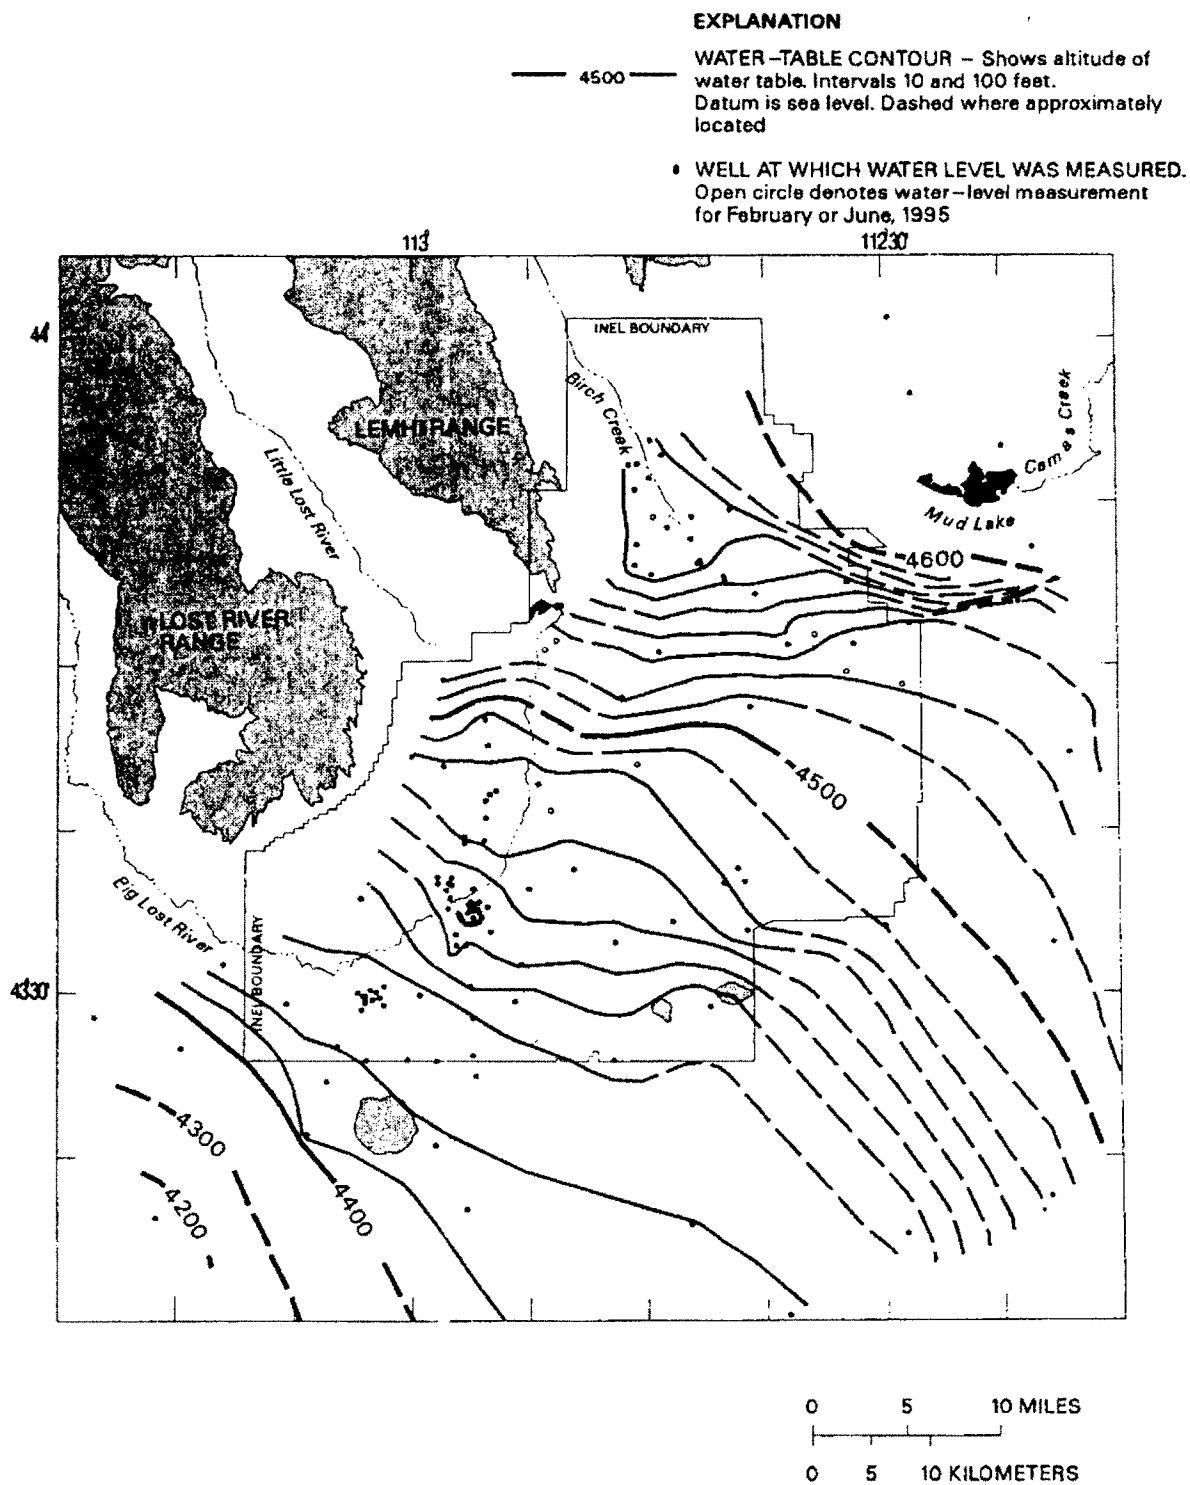 EXPLANATION
WATER-TABLE CONTOUR – Shows altitude of
4500
water table. Intervals 10 and 100 feet.
Datum is sea level. Dashed where approximately
located
WELL AT WHICH WATER LEVEL WAS MEASURED.
Open circle denotes water-level measurement
for February or June, 1995
113°
112°30'
44°
INEL BOUNDARY
Birch Creek
Camas Creek
LEMHI RANGE
Little Lost River
Mud Lake
4600
LOST RIVER
RANGE
4500
Big Lost River
INEL BOUNDARY
43°30'
4300
4400
4200
0 5 10 MILES
0 5 10 KILOMETERS